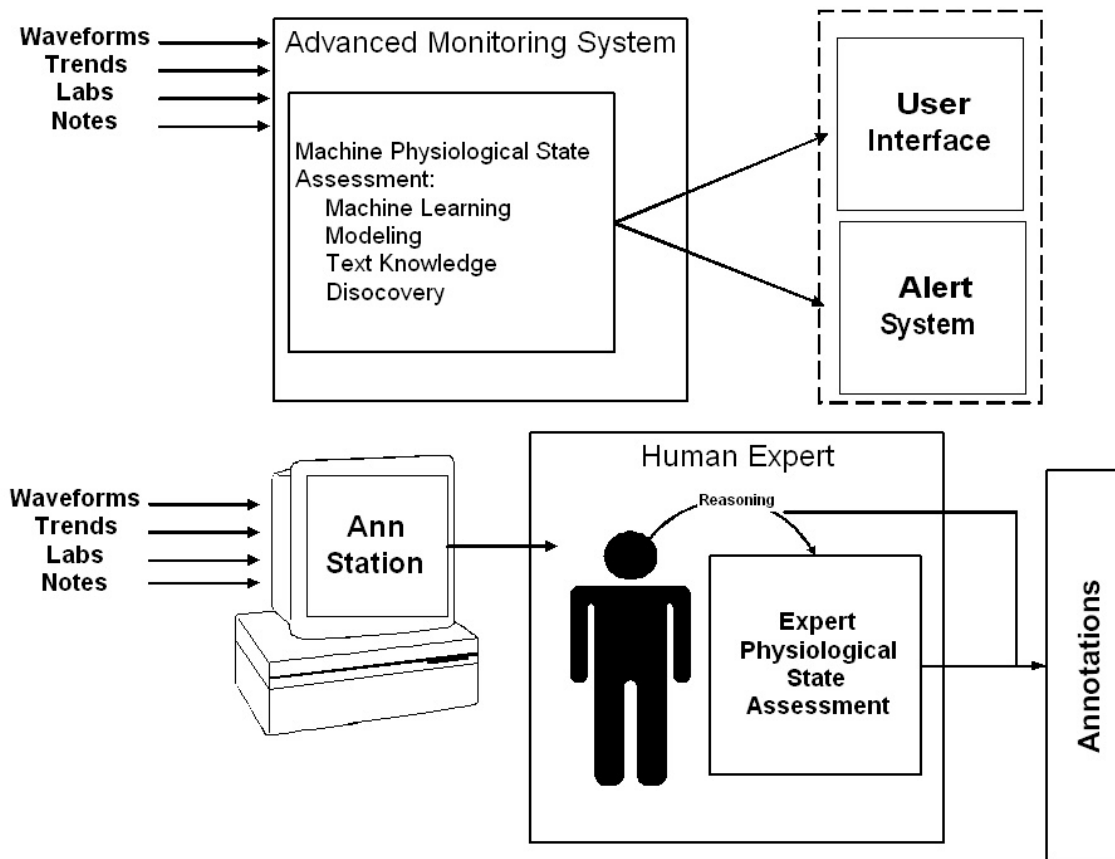 Waveforms
Trends
Labs
Notes
Advanced Monitoring System
Machine Physiological State
Assessment:
Machine Learning
Modeling
Text Knowledge
Disocovery
User
Interface
Alert
System
Waveforms
Trends
Labs
Notes
Ann
Station
Human Expert
Reasoning
Expert
Physiological
State
Assessment
Annotations